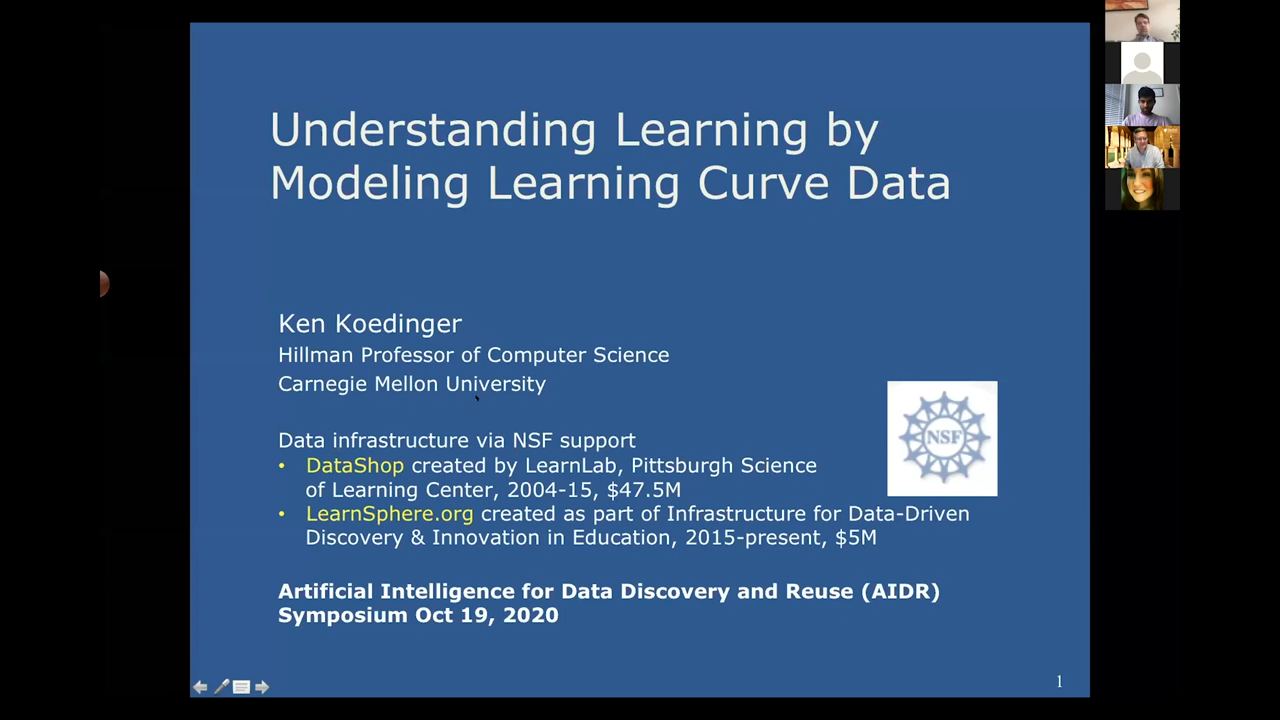 Understanding Learning by
Modeling Learning Curve Data
Ken Koedinger
Hillman Professor of Computer Science
Carnegie Mellon University
Data infrastructure via NSF support
• DataShop created by LearnLab, Pittsburgh Science
of Learning Center, 2004-15, $47.5M
• LearnSphere.org created as part of Infrastructure for Data-Driven
Discovery & Innovation in Education, 2015-present, $5M
NSF
Artificial Intelligence for Data Discovery and Reuse (AIDR)
Symposium Oct 19, 2020
1